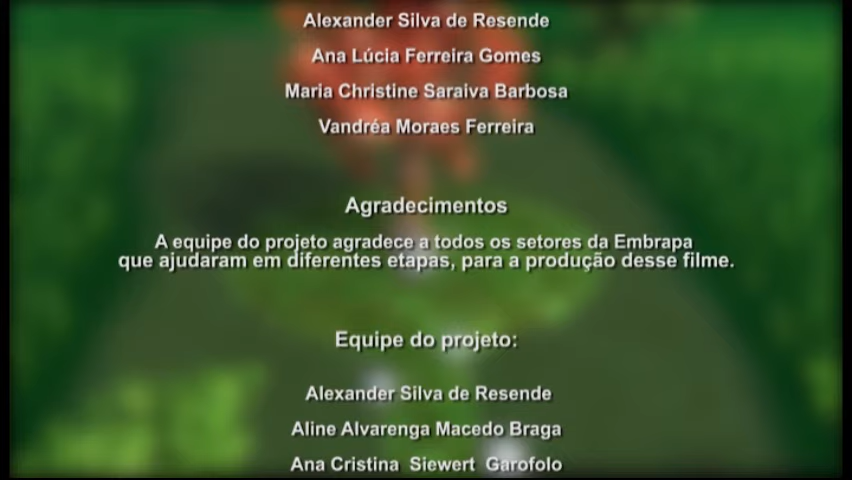 Alexander Silva de Resende
Ana Lúcia Ferreira Gomes
Maria Christine Saraiva Barbosa
Vandréa Moraes Ferreira
Agradecimentos
A equipe do projeto agradece a todos os setores da Embrapa
que ajudaram em diferentes etapas, para a produção desse filme.
Equipe do projeto:
Alexander Silva de Resende
Aline Alvarenga Macedo Braga
Ana Cristina Siewert Garofolo